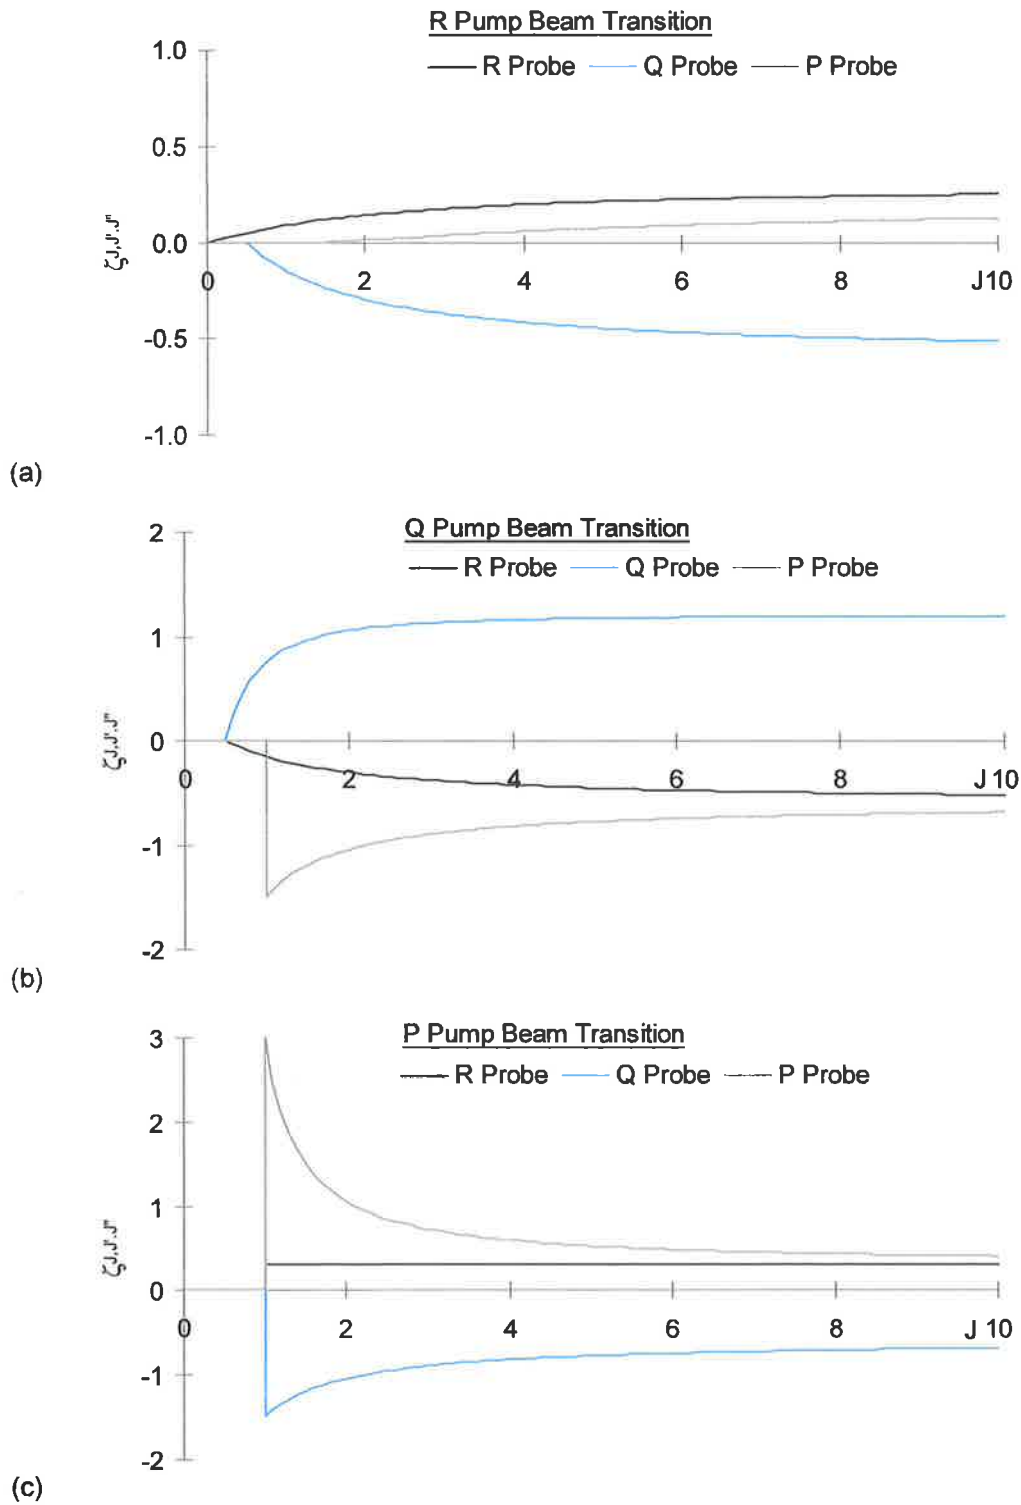 R Pump Beam Transition
R Probe Q Probe P Probe
1.0
0.5
0.0
-0.5
-1.0
ζJ,J',J"
0 2 4 6 8 J10
(a)
Q Pump Beam Transition
R Probe Q Probe P Probe
2
1
0
-1
-2
ζJ,J',J"
0 2 4 6 8 J 10
(b)
P Pump Beam Transition
R Probe Q Probe P Probe
3
2
1
0
-1
-2
ζJ,J',J"
0 2 4 6 8 J 10
(c)